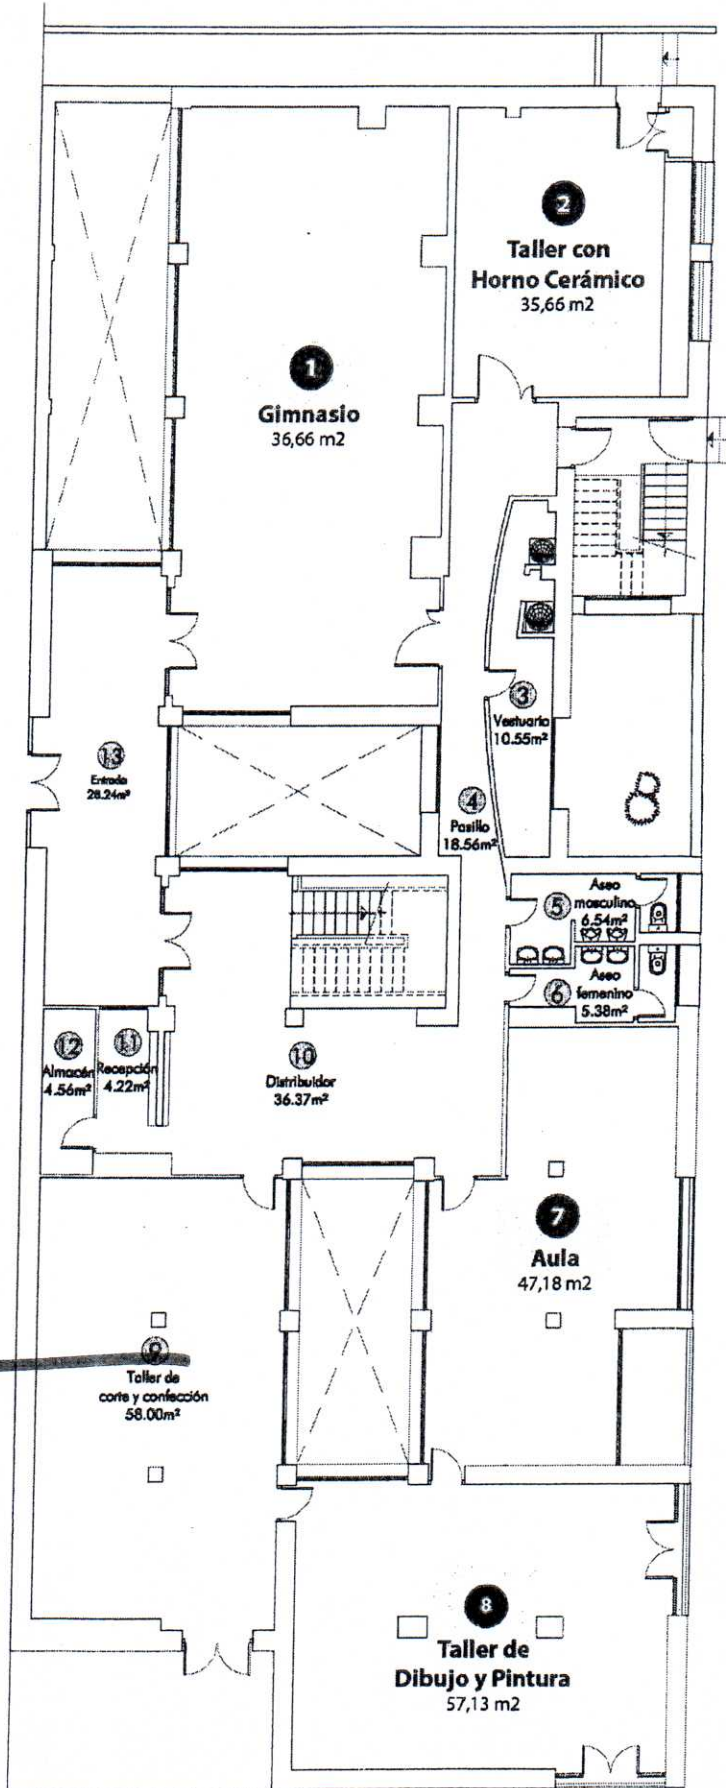 1
Gimnasio
36,66 m2
2
Taller con
Horno Cerámico
35,66 m2
3
Vestuario
10.55m²
4
Pasillo
18.56m²
13
Entrada
28.24m²
5
Aseo
masculino
6.54m²
6
Aseo
femenino
5.38m²
12
Almacén
4.56m²
11
Recepción
4.22m²
10
Distribuidor
36.37m²
7
Aula
47,18 m2
9
Taller de
corte y confección
58.00m²
8
Taller de
Dibujo y Pintura
57,13 m2